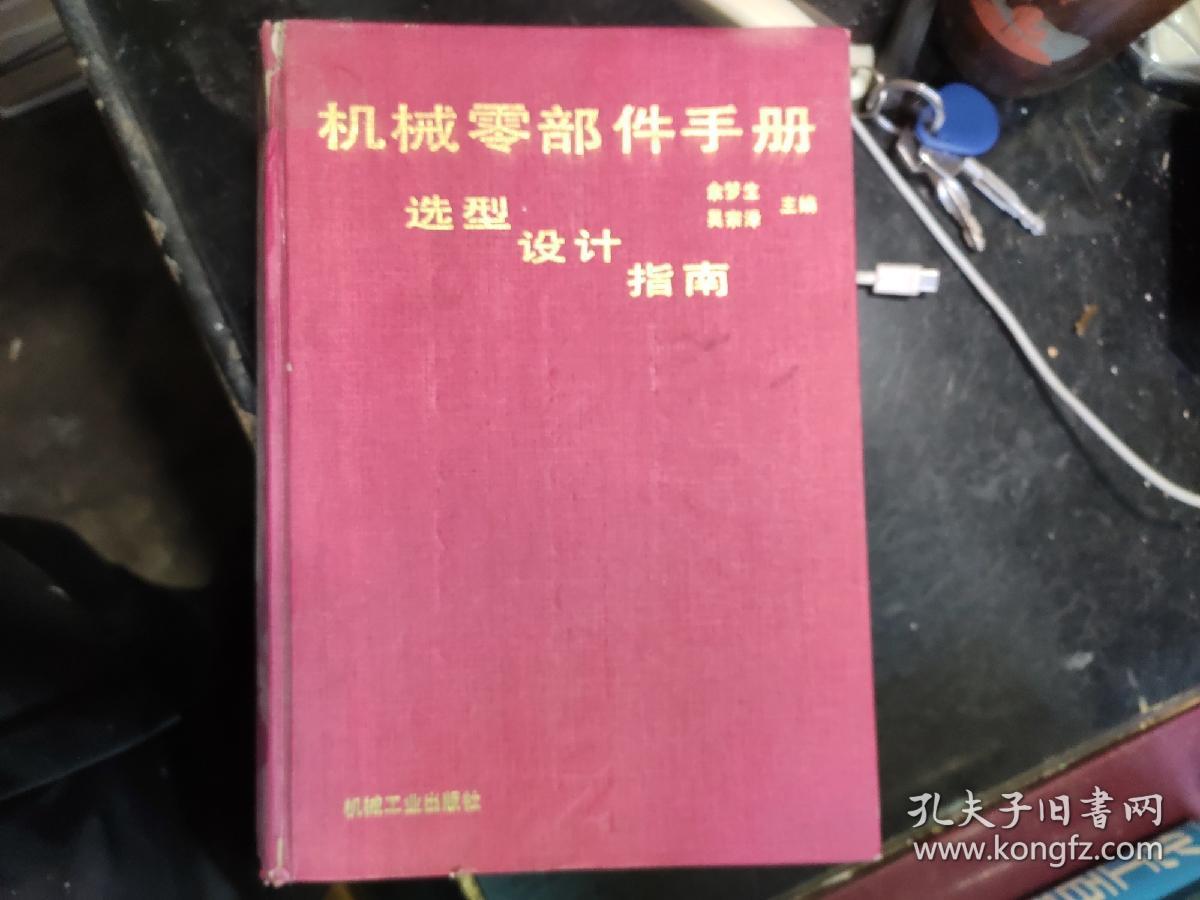 机械零部件手册
选型
设计
指南
余梦生
吴宗泽
主编
机械工业出版社
孔夫子旧書网
www.kongfz.com